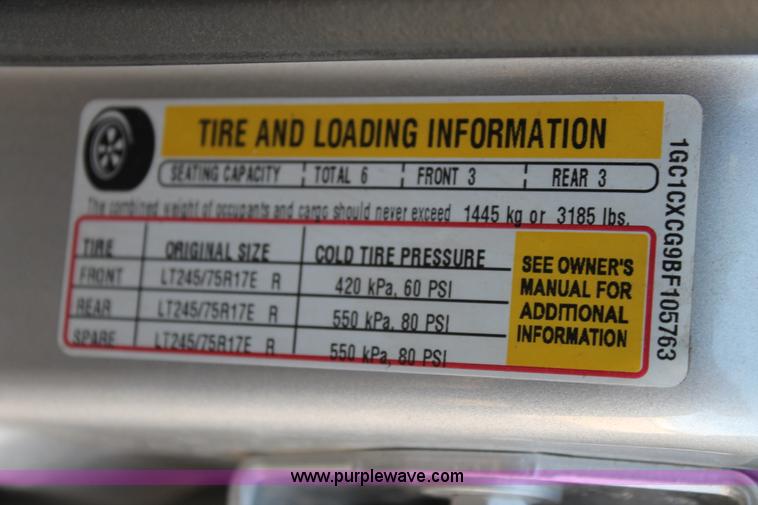 TIRE AND LOADING INFORMATION
SEATING CAPACITY TOTAL 6 FRONT 3 REAR 3
The combined weight of occupants and cargo should never exceed 1445 kg or 3185 lbs.
TIRE ORIGINAL SIZE COLD TIRE PRESSURE
FRONT LT245/75R17E R 420 kPa, 60 PSI
REAR LT245/75R17E R 550 kPa, 80 PSI
SPARE LT245/75R17E R 550 kPa, 80 PSI
SEE OWNER'S
MANUAL FOR
ADDITIONAL
INFORMATION
1GC1CXCG9BF105763
www.purplewave.com